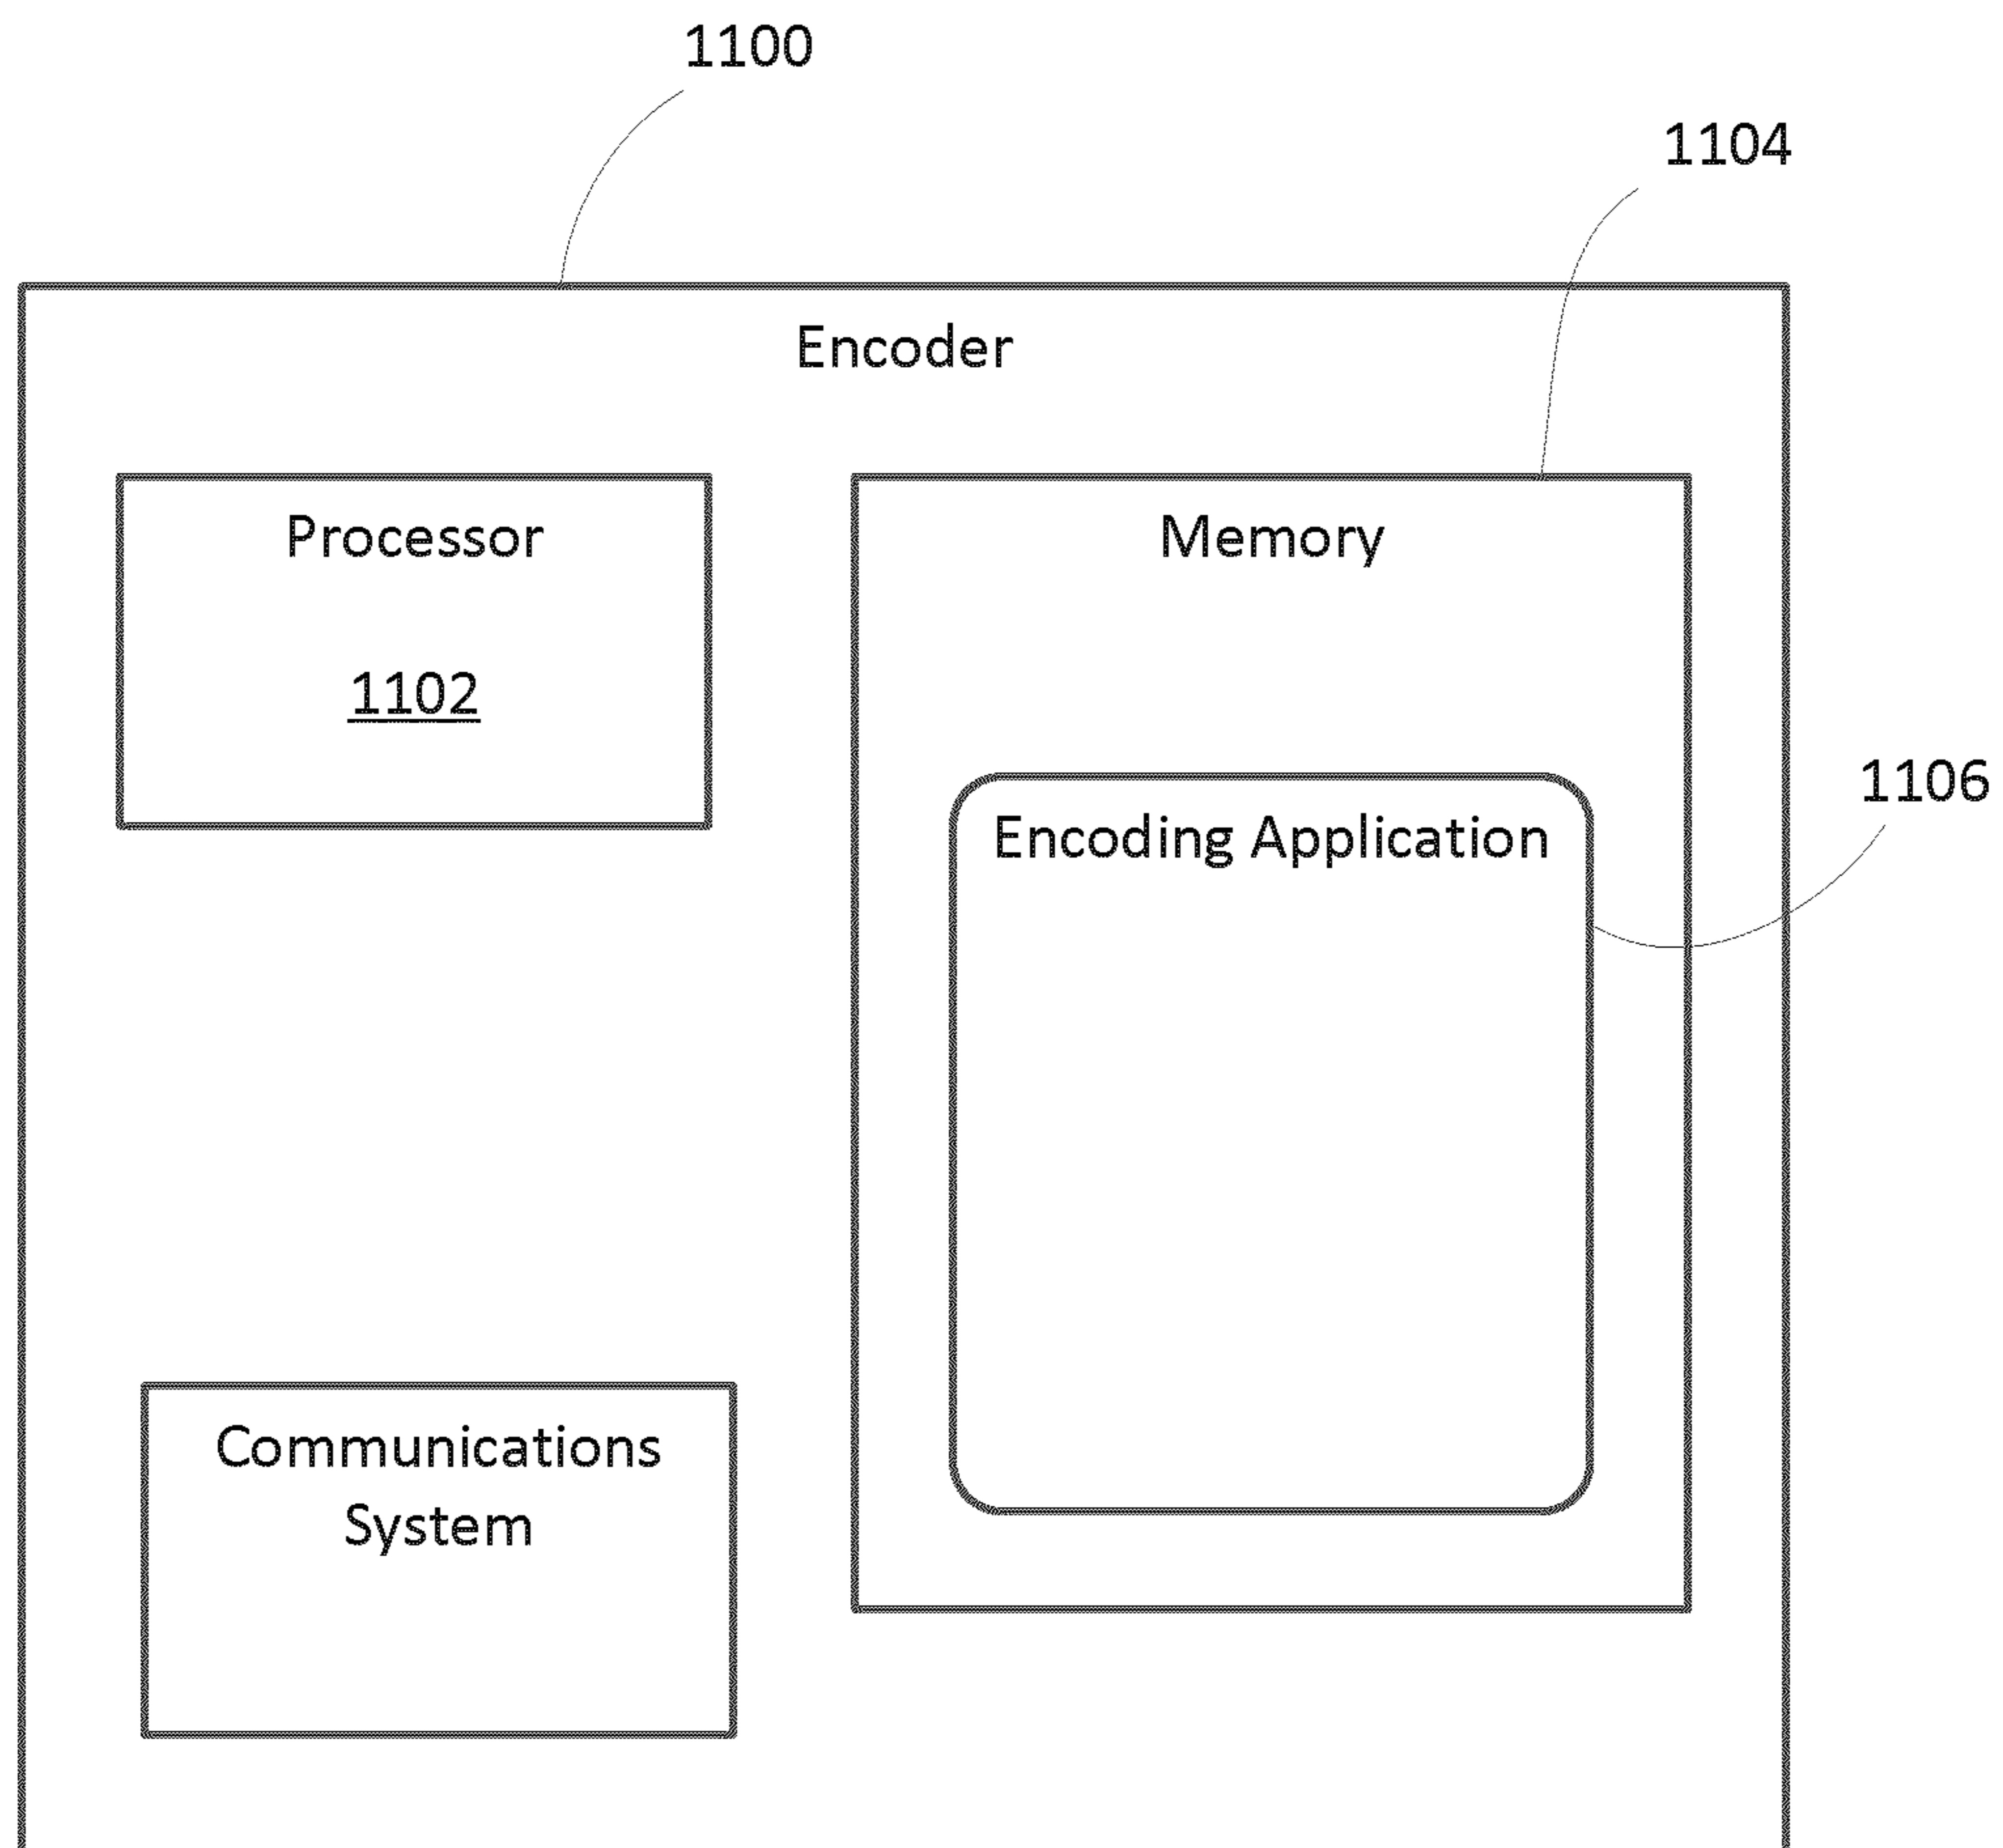 1100
1104
Encoder
Processor
1102
Memory
1106
Encoding Application
Communications
System